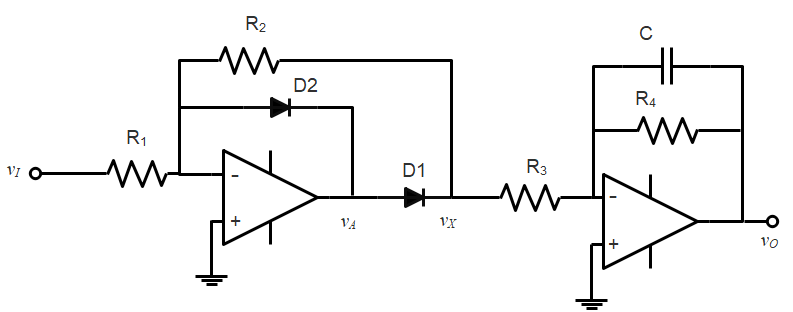 R2
C
D2
R4
R1
D1
R3
vI
-
+
vA
vX
-
+
vO